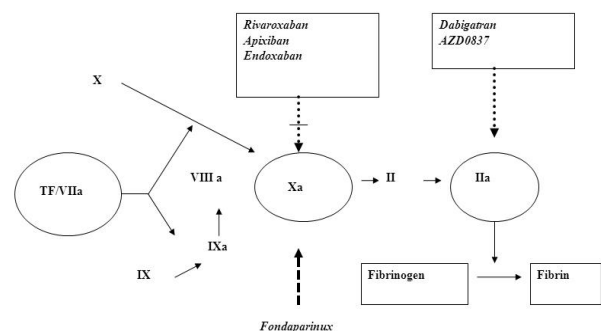 Rivaroxaban
Apixiban
Endoxaban
Dabigatran
AZD0837
X
TF/VIIa
VIII a
Xa
II
IIa
IXa
IX
Fibrinogen
Fibrin
Fondaparinux